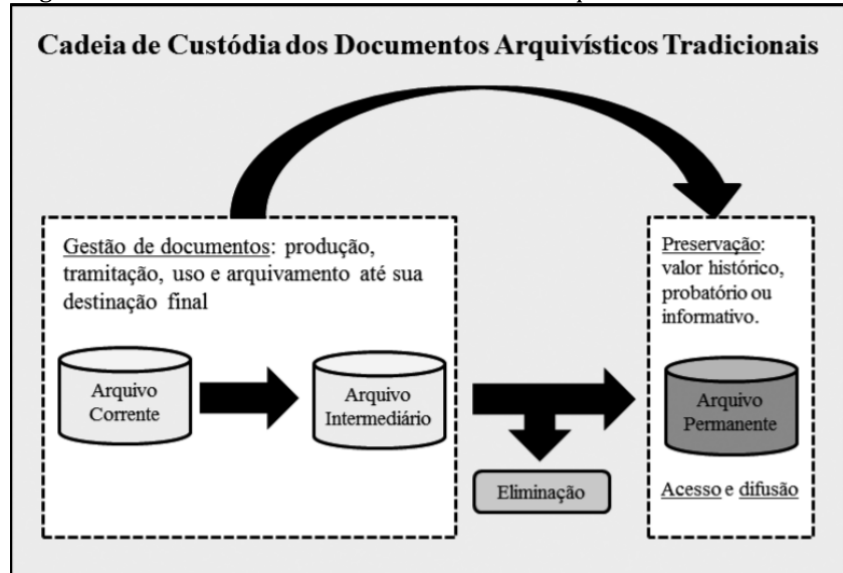 Cadeia de Custódia dos Documentos Arquivísticos Tradicionais
Gestão de documentos: produção,
tramitação, uso e arquivamento até sua
destinação final
Arquivo
Corrente
Arquivo
Intermediário
Eliminação
Preservação:
valor histórico,
probatório ou
informativo.
Arquivo
Permanente
Acesso e difusão